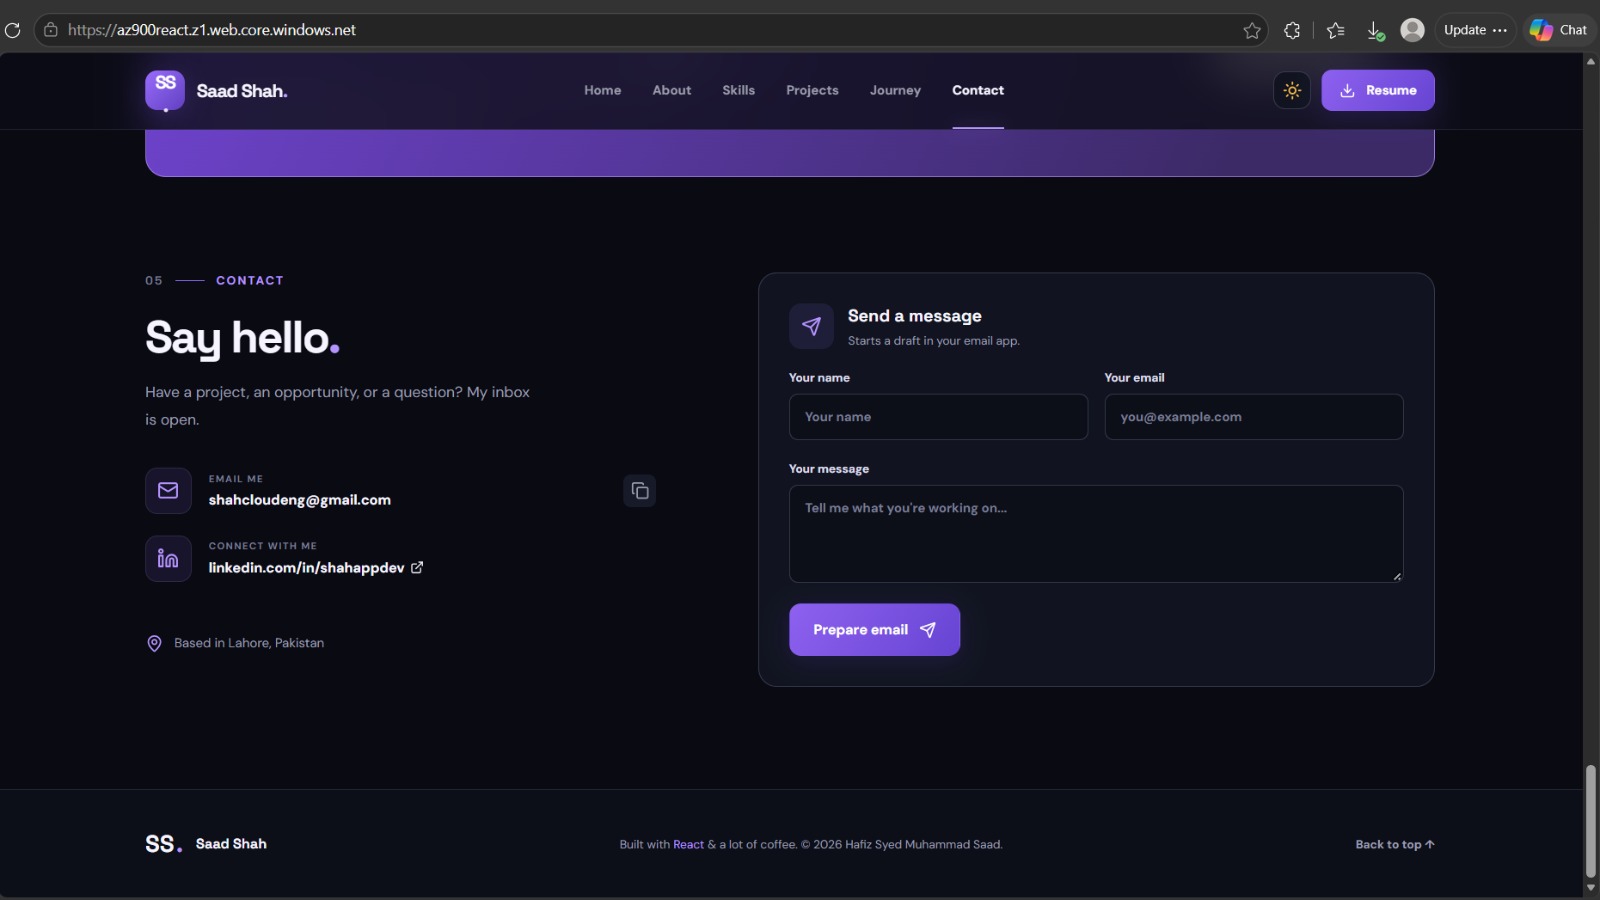 https://az900react.z1.web.core.windows.net
Update
Chat
SS
Saad Shah.
Home
About
Skills
Projects
Journey
Contact
Resume
05
CONTACT
Say hello.
Have a project, an opportunity, or a question? My inbox
is open.
EMAIL ME
shahcloudeng@gmail.com
CONNECT WITH ME
linkedin.com/in/shahappdev
Based in Lahore, Pakistan
Send a message
Starts a draft in your email app.
Your name
Your email
Your name
you@example.com
Your message
Tell me what you're working on...
Prepare email
SS.
Saad Shah
Built with React & a lot of coffee. © 2026 Hafiz Syed Muhammad Saad.
Back to top ↑